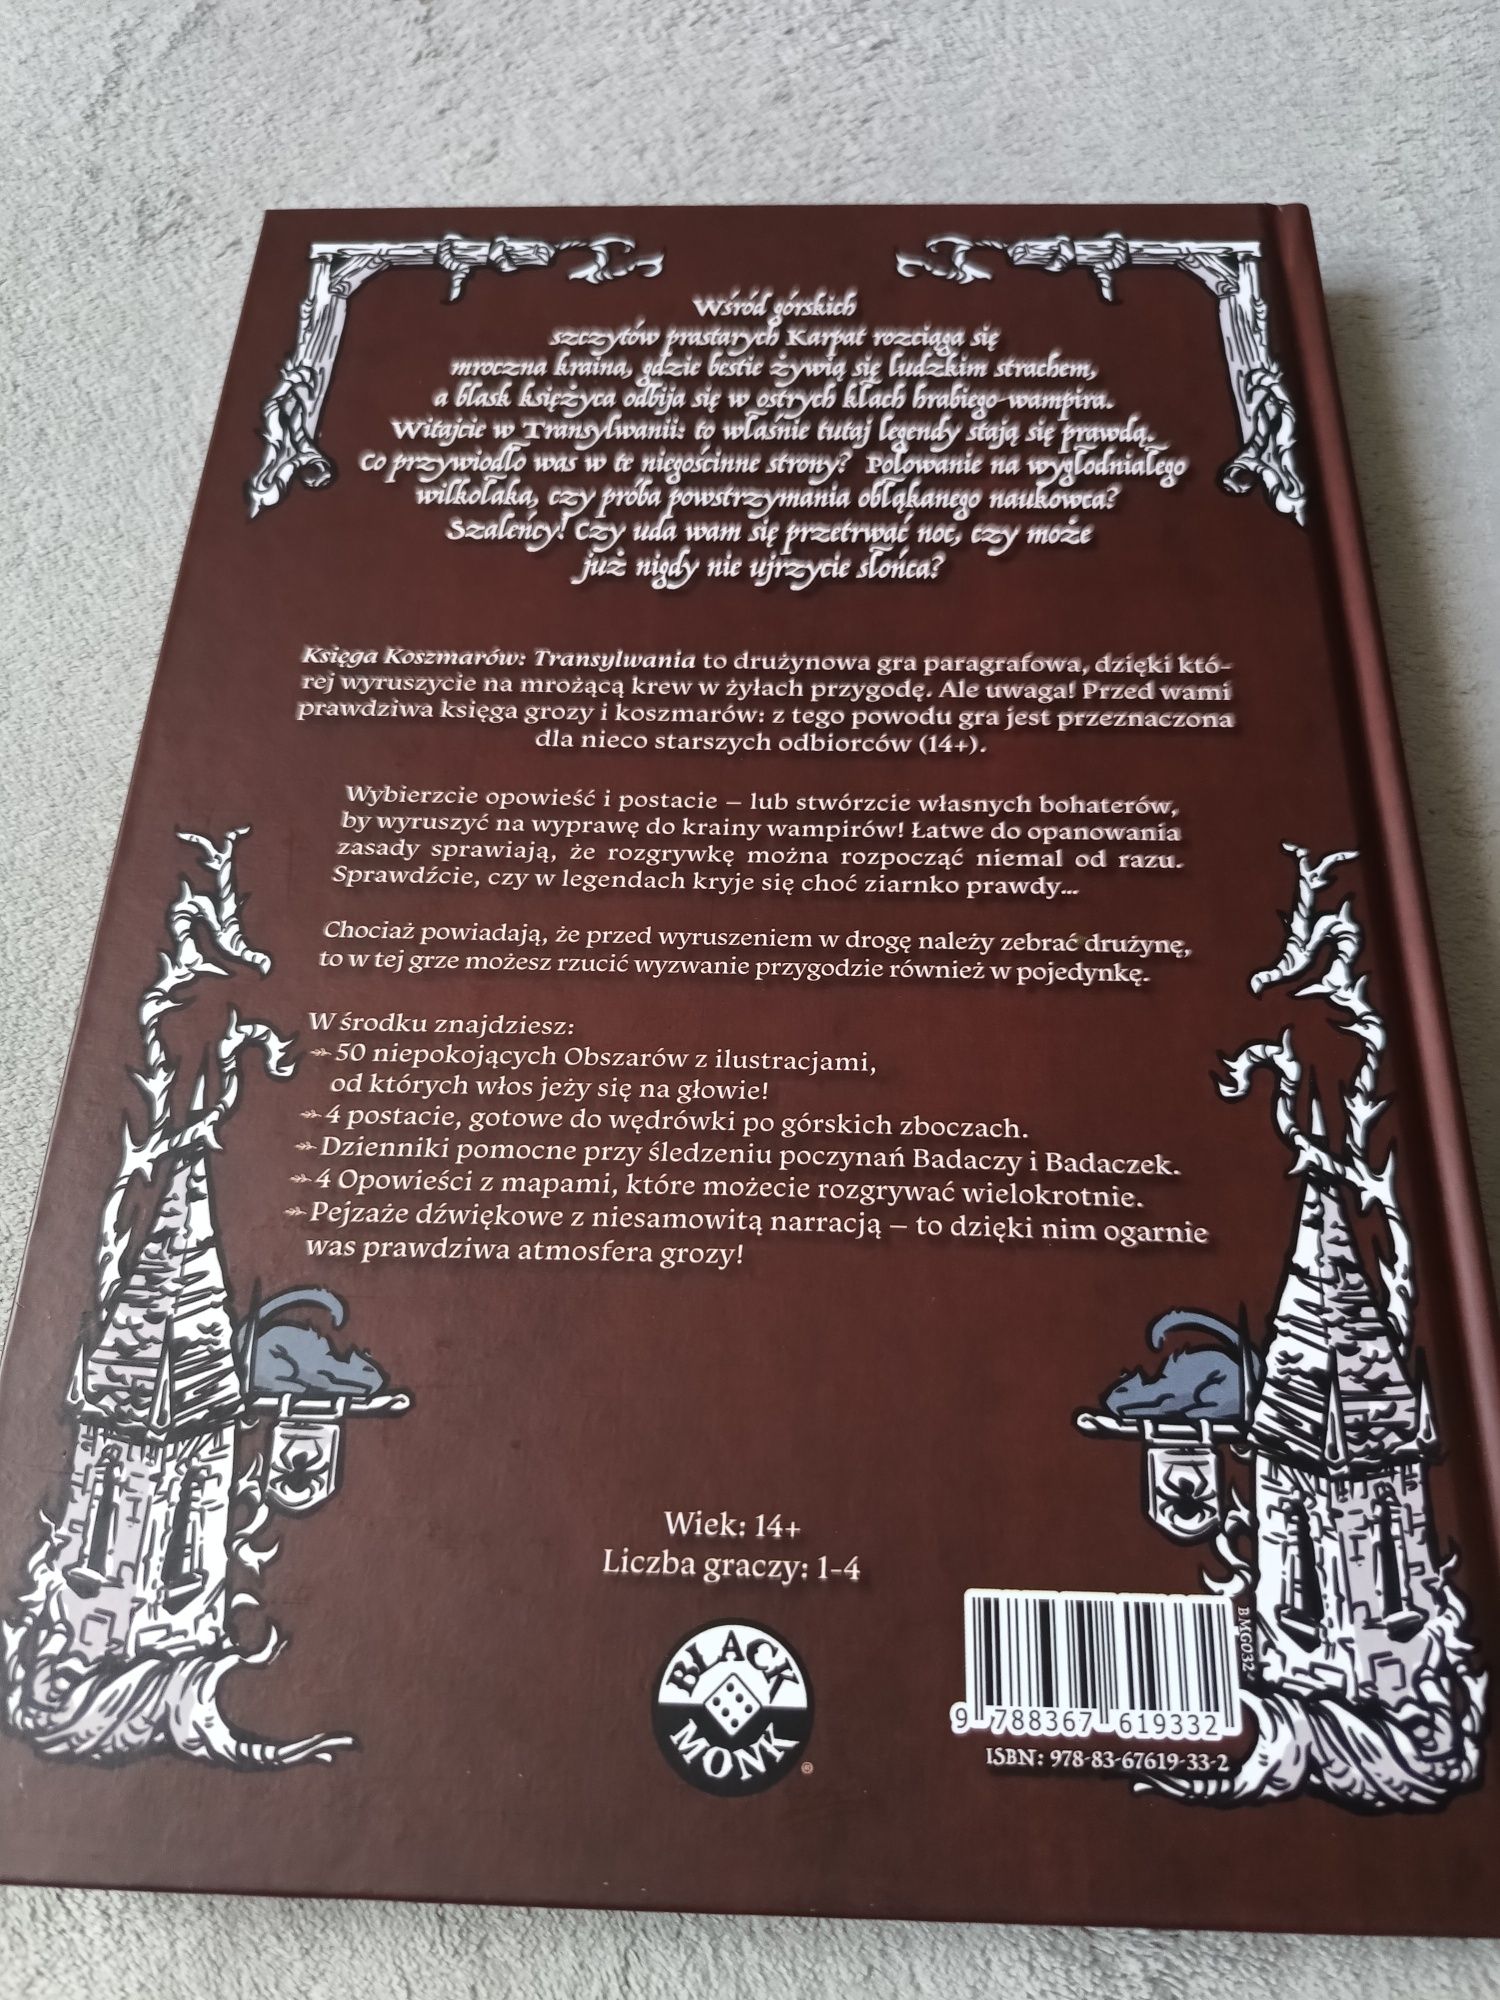 Wśród górskich
szczytów prastarych Karpat rozciąga się
mroczna kraina, gdzie bestie żywią się ludzkim strachem,
a blask księżyca odbija się w ostrych kłach hrabiego-wampira.
Witajcie w Transylwanii: to właśnie tutaj legendy stają się prawdą.
Co przywiodło was w te niegościnne strony? Polowanie na wygłodniałego
wilkołaka, czy próba powstrzymania obłąkanego naukowca?
Szaleńcy! Czy uda wam się przetrwać noc, czy może
już nigdy nie ujrzycie słońca?
Księga Koszmarów: Transylwania to drużynowa gra paragrafowa, dzięki któ-
rej wyruszycie na mrożącą krew w żyłach przygodę. Ale uwaga! Przed wami
prawdziwa księga grozy i koszmarów: z tego powodu gra jest przeznaczona
dla nieco starszych odbiorców (14+).
Wybierzcie opowieść i postacie – lub stwórzcie własnych bohaterów,
by wyruszyć na wyprawę do krainy wampirów! Łatwe do opanowania
zasady sprawiają, że rozgrywkę można rozpocząć niemal od razu.
Sprawdźcie, czy w legendach kryje się choć ziarnko prawdy...
Chociaż powiadają, że przed wyruszeniem w drogę należy zebrać drużynę,
to w tej grze możesz rzucić wyzwanie przygodzie również w pojedynkę.
W środku znajdziesz:
50 niepokojących Obszarów z ilustracjami,
od których włos jeży się na głowie!
4 postacie, gotowe do wędrówki po górskich zboczach.
Dzienniki pomocne przy śledzeniu poczynań Badaczy i Badaczek.
4 Opowieści z mapami, które możecie rozgrywać wielokrotnie.
Pejzaże dźwiękowe z niesamowitą narracją – to dzięki nim ogarnie
was prawdziwa atmosfera grozy!
Wiek: 14+
Liczba graczy: 1-4
BLACK
MONK
®
BMG032
9 788367 619332
ISBN: 978-83-67619-33-2